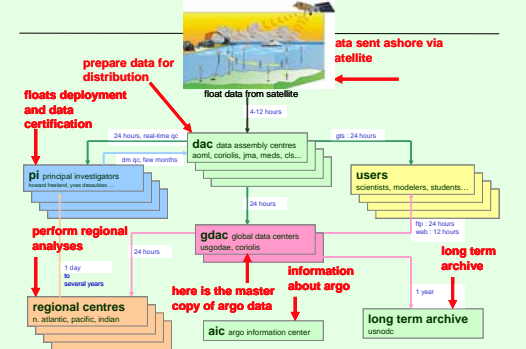 ata sent ashore via
atellite
prepare data for
distribution
float data from satellite
floats deployment
and data
certification
4-12 hours
24 hours, real-time qc
dac data assembly centres
aoml, coriolis, jma, meds, cls...
gts : 24 hours
dm qc, few months
pi principal investigators
howard freeland, yves desaubies....
users
scientists, modelers, students...
24 hours
perform regional
analyses
gdac global data centers
usgodae, coriolis
ftp : 24 hours
web : 12 hours
24 hours
long term
archive
1 day
to
several years
information
about argo
here is the master
copy of argo data
1 year
regional centres
n. atlantic, pacific, indian
aic argo information center
long term archive
usnodc